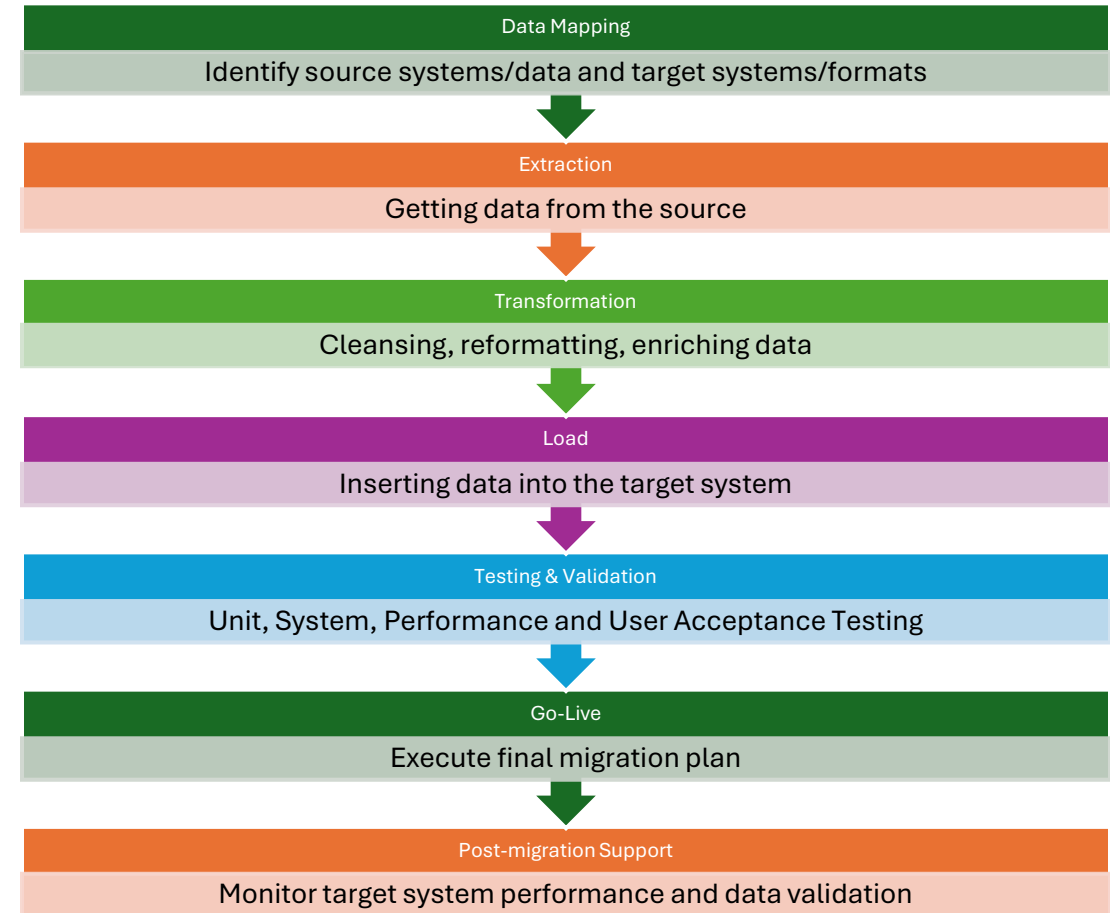 Data Mapping
Identify source systems/data and target systems/formats
Extraction
Getting data from the source
Transformation
Cleansing, reformatting, enriching data
Load
Inserting data into the target system
Testing & Validation
Unit, System, Performance and User Acceptance Testing
Go-Live
Execute final migration plan
Post-migration Support
Monitor target system performance and data validation